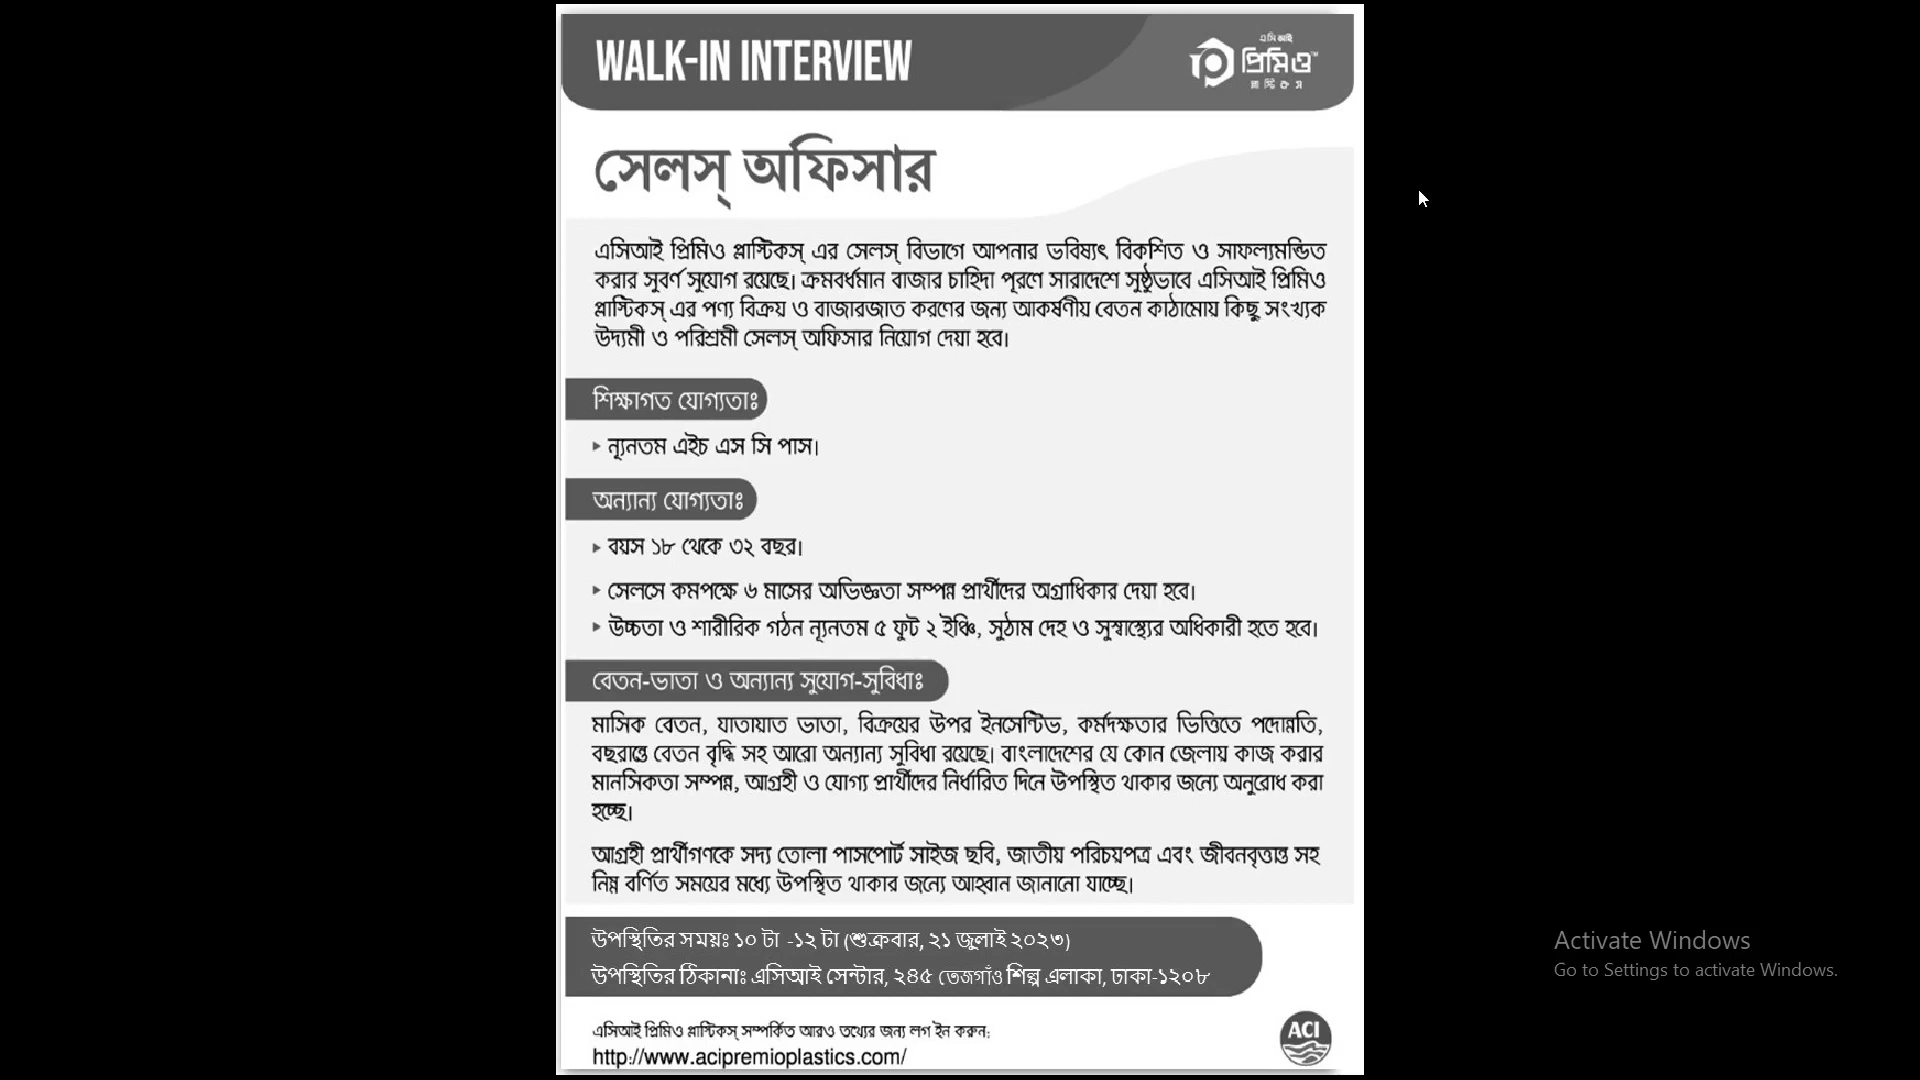 WALK-IN INTERVIEW
এসিআই
প্রিমিও™
প্লাস্টিকস
সেলস্ অফিসার
এসিআই প্রিমিও প্লাস্টিকস্ এর সেলস্ বিভাগে আপনার ভবিষ্যৎ বিকশিত ও সাফল্যমন্ডিত
করার সুবর্ণ সুযোগ রয়েছে। ক্রমবর্ধমান বাজার চাহিদা পূরণে সারাদেশে সুষ্ঠুভাবে এসিআই প্রিমিও
প্লাস্টিকস্ এর পণ্য বিক্রয় ও বাজারজাত করণের জন্য আকর্ষণীয় বেতন কাঠামোয় কিছু সংখ্যক
উদ্যমী ও পরিশ্রমী সেলস্ অফিসার নিয়োগ দেয়া হবে।
শিক্ষাগত যোগ্যতাঃ
▸ ন্যূনতম এইচ এস সি পাস।
অন্যান্য যোগ্যতাঃ
▸ বয়স ১৮ থেকে ৩২ বছর।
▸ সেলসে কমপক্ষে ৬ মাসের অভিজ্ঞতা সম্পন্ন প্রার্থীদের অগ্রাধিকার দেয়া হবে।
▸ উচ্চতা ও শারীরিক গঠন ন্যূনতম ৫ ফুট ২ ইঞ্চি, সুঠাম দেহ ও সুস্বাস্থ্যের অধিকারী হতে হবে।
বেতন-ভাতা ও অন্যান্য সুযোগ-সুবিধাঃ
মাসিক বেতন, যাতায়াত ভাতা, বিক্রয়ের উপর ইনসেন্টিভ, কর্মদক্ষতার ভিত্তিতে পদোন্নতি,
বছরান্তে বেতন বৃদ্ধি সহ আরো অন্যান্য সুবিধা রয়েছে। বাংলাদেশের যে কোন জেলায় কাজ করার
মানসিকতা সম্পন্ন, আগ্রহী ও যোগ্য প্রার্থীদের নির্ধারিত দিনে উপস্থিত থাকার জন্যে অনুরোধ করা
হচ্ছে।
আগ্রহী প্রার্থীগণকে সদ্য তোলা পাসপোর্ট সাইজ ছবি, জাতীয় পরিচয়পত্র এবং জীবনবৃত্তান্ত সহ
নিম্ন বর্ণিত সময়ের মধ্যে উপস্থিত থাকার জন্যে আহ্বান জানানো যাচ্ছে।
উপস্থিতির সময়ঃ ১০ টা -১২ টা (শুক্রবার, ২১ জুলাই ২০২৩)
উপস্থিতির ঠিকানাঃ এসিআই সেন্টার, ২৪৫ তেজগাঁও শিল্প এলাকা, ঢাকা-১২০৮
এসিআই প্রিমিও প্লাস্টিকস্ সম্পর্কিত আরও তথ্যের জন্য লগ ইন করুন:
http://www.acipremioplastics.com/
ACI
Activate Windows
Go to Settings to activate Windows.